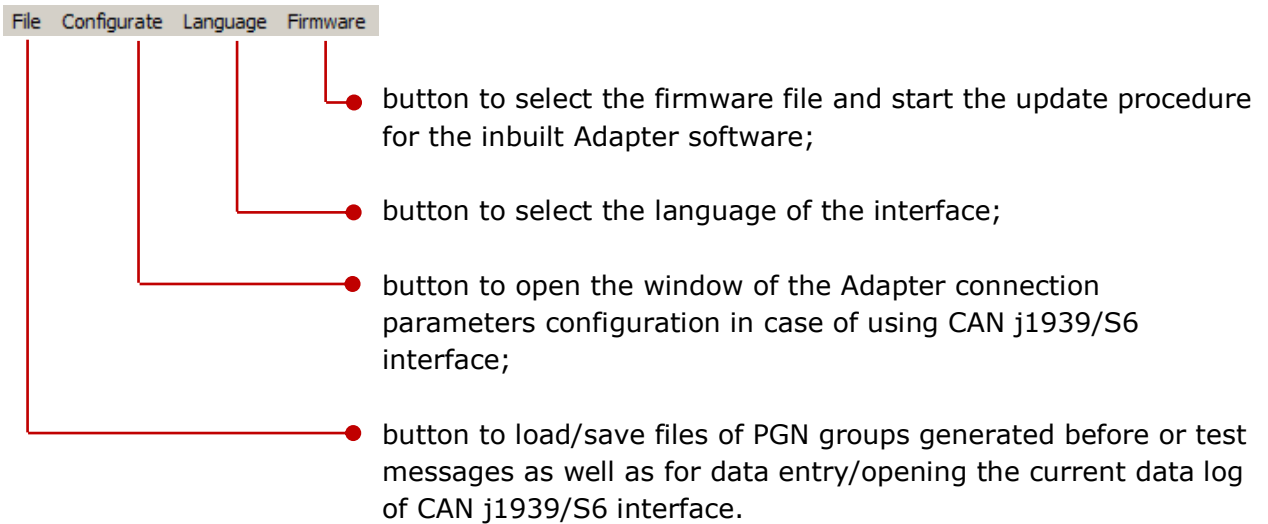 File Configurate Language Firmware
button to select the firmware file and start the update procedure
for the inbuilt Adapter software;
button to select the language of the interface;
button to open the window of the Adapter connection
parameters configuration in case of using CAN j1939/S6
interface;
button to load/save files of PGN groups generated before or test
messages as well as for data entry/opening the current data log
of CAN j1939/S6 interface.